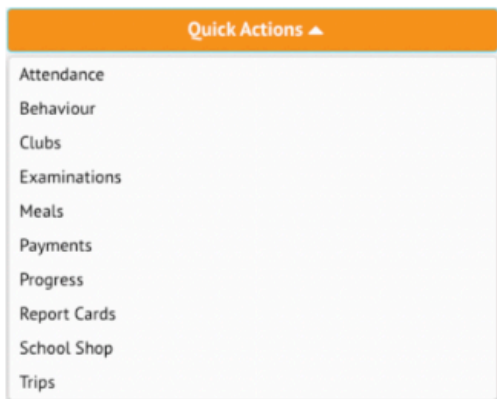 Quick Actions
Attendance
Behaviour
Clubs
Examinations
Meals
Payments
Progress
Report Cards
School Shop
Trips